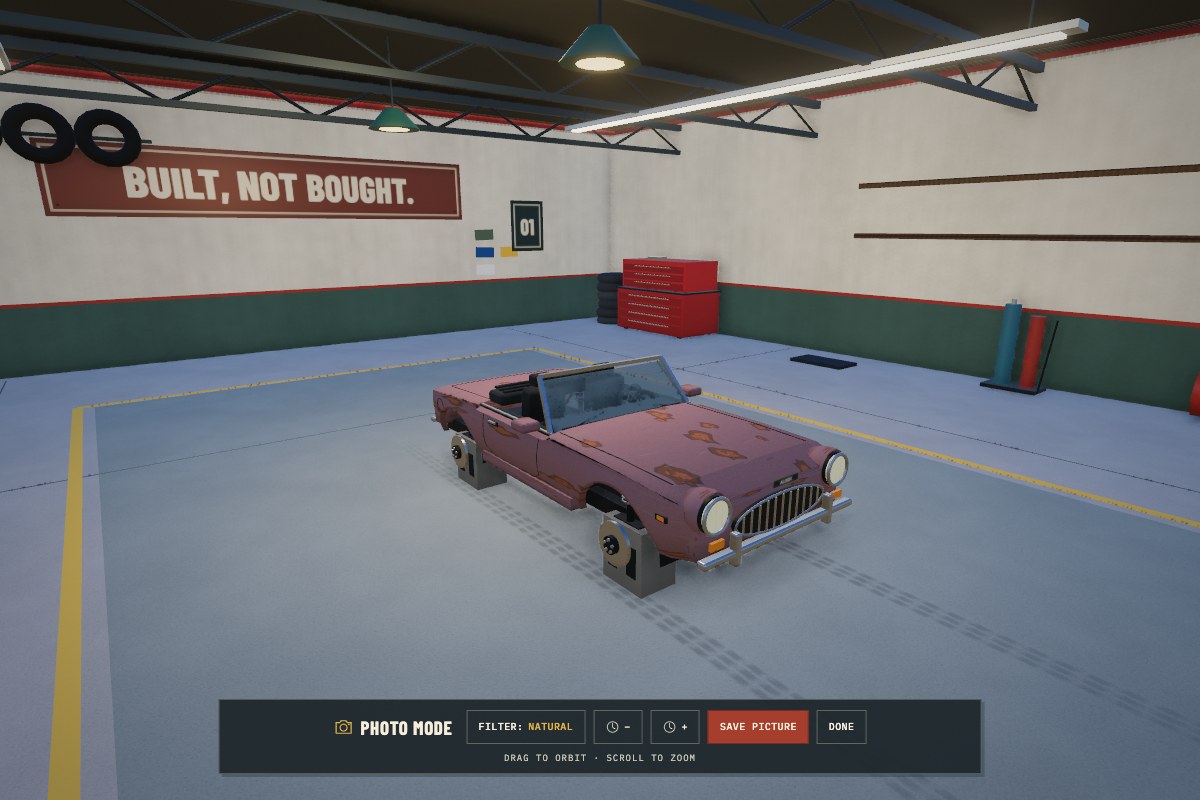 BUILT, NOT BOUGHT.
01
PHOTO MODE
FILTER: NATURAL
−
+
SAVE PICTURE
DONE
DRAG TO ORBIT · SCROLL TO ZOOM